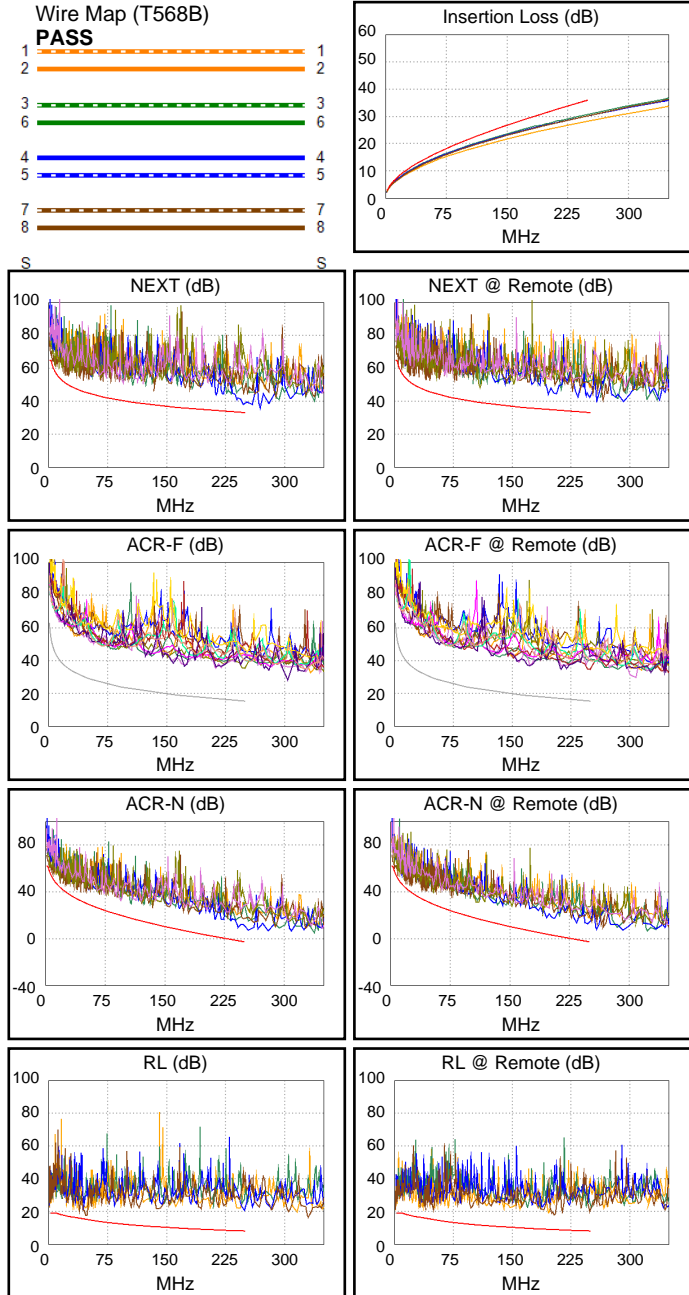 Wire Map (T568B)
PASS
1 1
2 2
3 3
6 6
4 4
5 5
7 7
8 8
S S
Insertion Loss (dB)
60
50
40
30
20
10
0
0 75 150 225 300
MHz
NEXT (dB)
100
80
60
40
20
0
0 75 150 225 300
MHz
NEXT @ Remote (dB)
100
80
60
40
20
0
0 75 150 225 300
MHz
ACR-F (dB)
100
80
60
40
20
0
0 75 150 225 300
MHz
ACR-F @ Remote (dB)
100
80
60
40
20
0
0 75 150 225 300
MHz
ACR-N (dB)
80
40
0
-40
0 75 150 225 300
MHz
ACR-N @ Remote (dB)
80
40
0
-40
0 75 150 225 300
MHz
RL (dB)
100
80
60
40
20
0
0 75 150 225 300
MHz
RL @ Remote (dB)
100
80
60
40
20
0
0 75 150 225 300
MHz